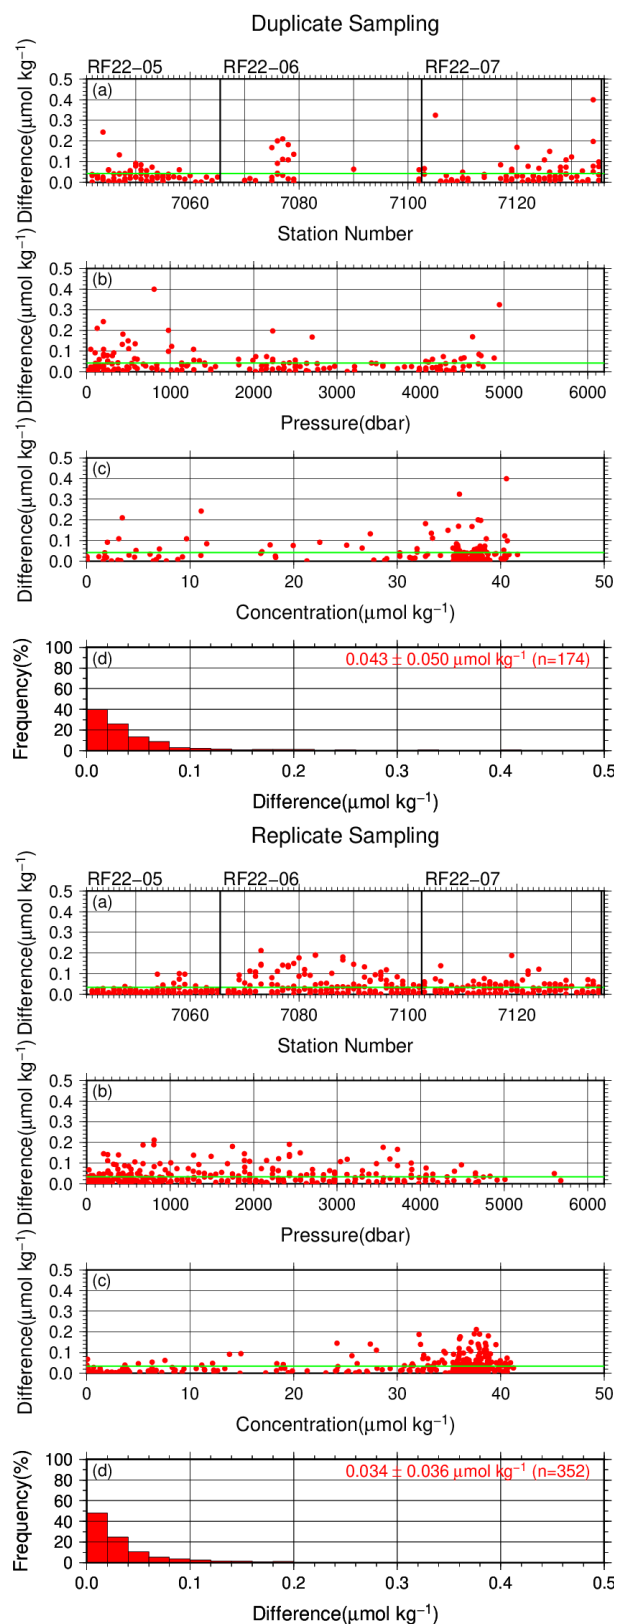 Duplicate Sampling
RF22−05 RF22−06 RF22−07
(a)
0.5
0.4
0.3
0.2
0.1
0.0
Difference(μmol kg⁻¹)
7060 7080 7100 7120
Station Number
(b)
0.5
0.4
0.3
0.2
0.1
0.0
Difference(μmol kg⁻¹)
0 1000 2000 3000 4000 5000 6000
Pressure(dbar)
(c)
0.5
0.4
0.3
0.2
0.1
0.0
Difference(μmol kg⁻¹)
0 10 20 30 40 50
Concentration(μmol kg⁻¹)
(d)
0.043 ± 0.050 μmol kg⁻¹ (n=174)
100
80
60
40
20
0
Frequency(%)
0.0 0.1 0.2 0.3 0.4 0.5
Difference(μmol kg⁻¹)
Replicate Sampling
RF22−05 RF22−06 RF22−07
(a)
0.5
0.4
0.3
0.2
0.1
0.0
Difference(μmol kg⁻¹)
7060 7080 7100 7120
Station Number
(b)
0.5
0.4
0.3
0.2
0.1
0.0
Difference(μmol kg⁻¹)
0 1000 2000 3000 4000 5000 6000
Pressure(dbar)
(c)
0.5
0.4
0.3
0.2
0.1
0.0
Difference(μmol kg⁻¹)
0 10 20 30 40 50
Concentration(μmol kg⁻¹)
(d)
0.034 ± 0.036 μmol kg⁻¹ (n=352)
100
80
60
40
20
0
Frequency(%)
0.0 0.1 0.2 0.3 0.4 0.5
Difference(μmol kg⁻¹)